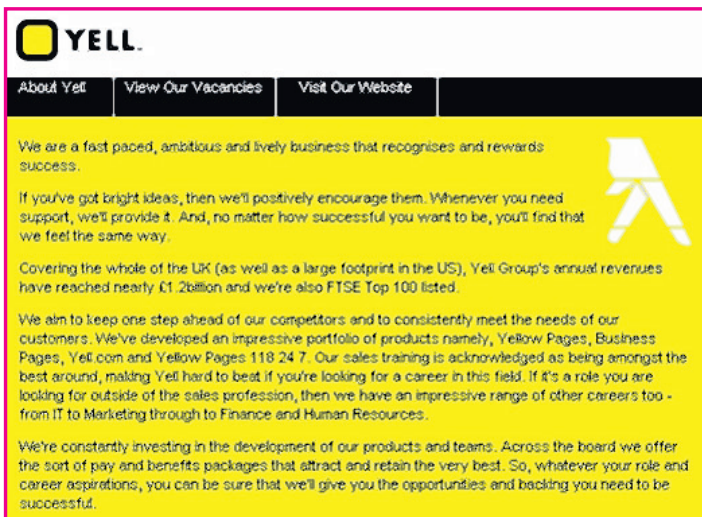 YELL.
About Yell View Our Vacancies Visit Our Website
We are a fast paced, ambitious and lively business that recognises and rewards
success.
If you've got bright ideas, then we'll positively encourage them. Whenever you need
support, we'll provide it. And, no matter how successful you want to be, you'll find that
we feel the same way.
Covering the whole of the UK (as well as a large footprint in the US), Yell Group's annual revenues
have reached nearly £1.2billion and we're also FTSE Top 100 listed.
We aim to keep one step ahead of our competitors and to consistently meet the needs of our
customers. We've developed an impressive portfolio of products namely, Yellow Pages, Business
Pages, Yell.com and Yellow Pages 118 24 7. Our sales training is acknowledged as being amongst the
best around, making Yell hard to beat if you're looking for a career in this field. If it's a role you are
looking for outside of the sales profession, then we have an impressive range of other careers too -
from IT to Marketing through to Finance and Human Resources.
We're constantly investing in the development of our products and teams. Across the board we offer
the sort of pay and benefits packages that attract and retain the very best. So, whatever your role and
career aspirations, you can be sure that we'll give you the opportunities and backing you need to be
successful.